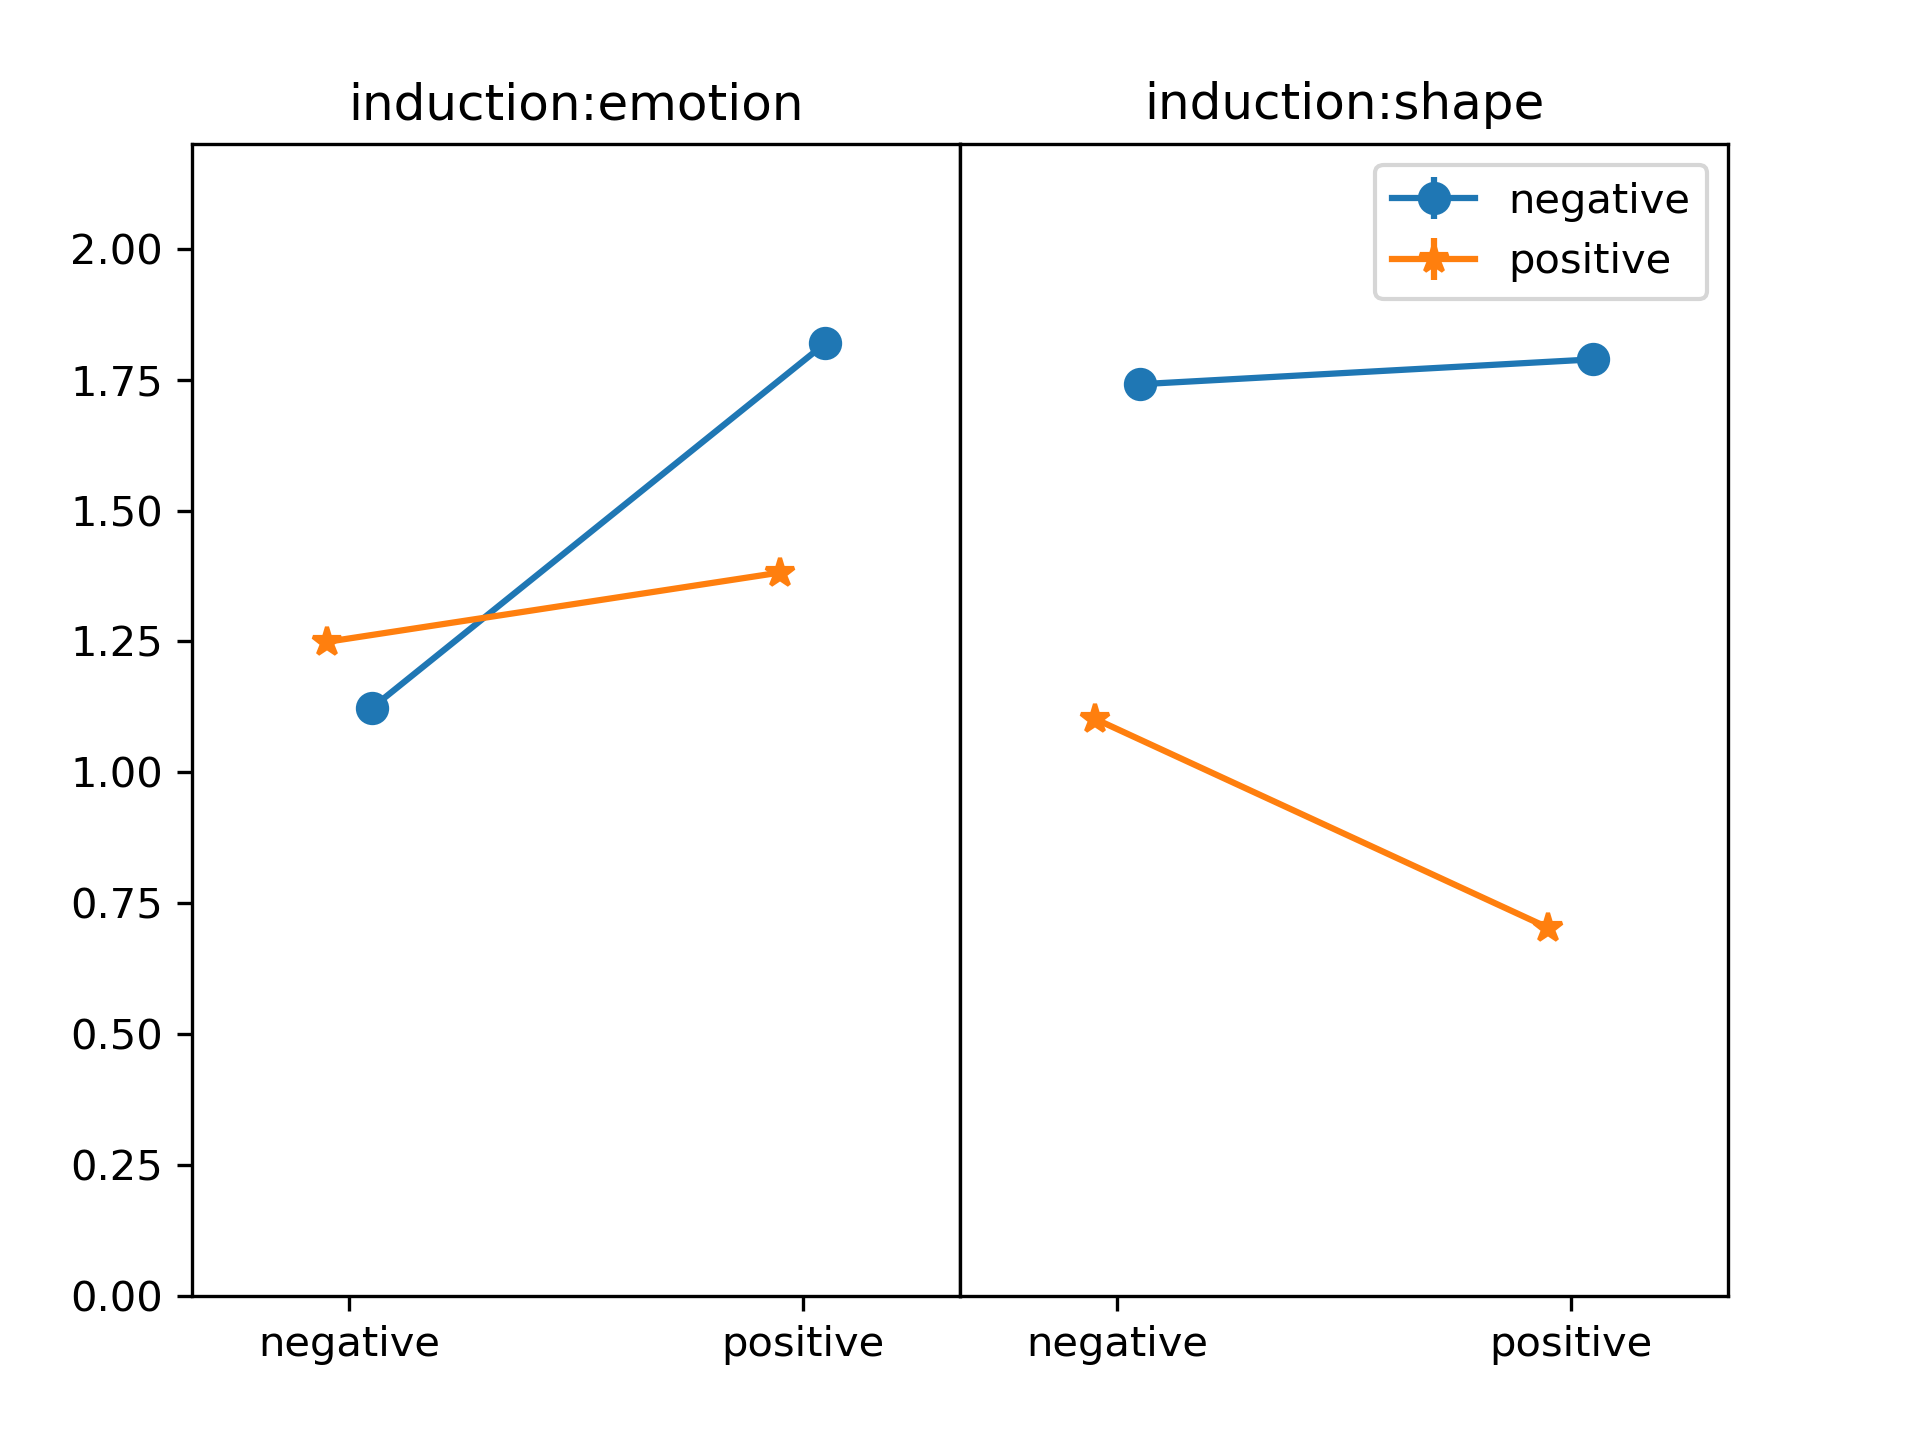 induction:emotion
induction:shape
negative
positive
2.00
1.75
1.50
1.25
1.00
0.75
0.50
0.25
0.00
negative
positive
negative
positive